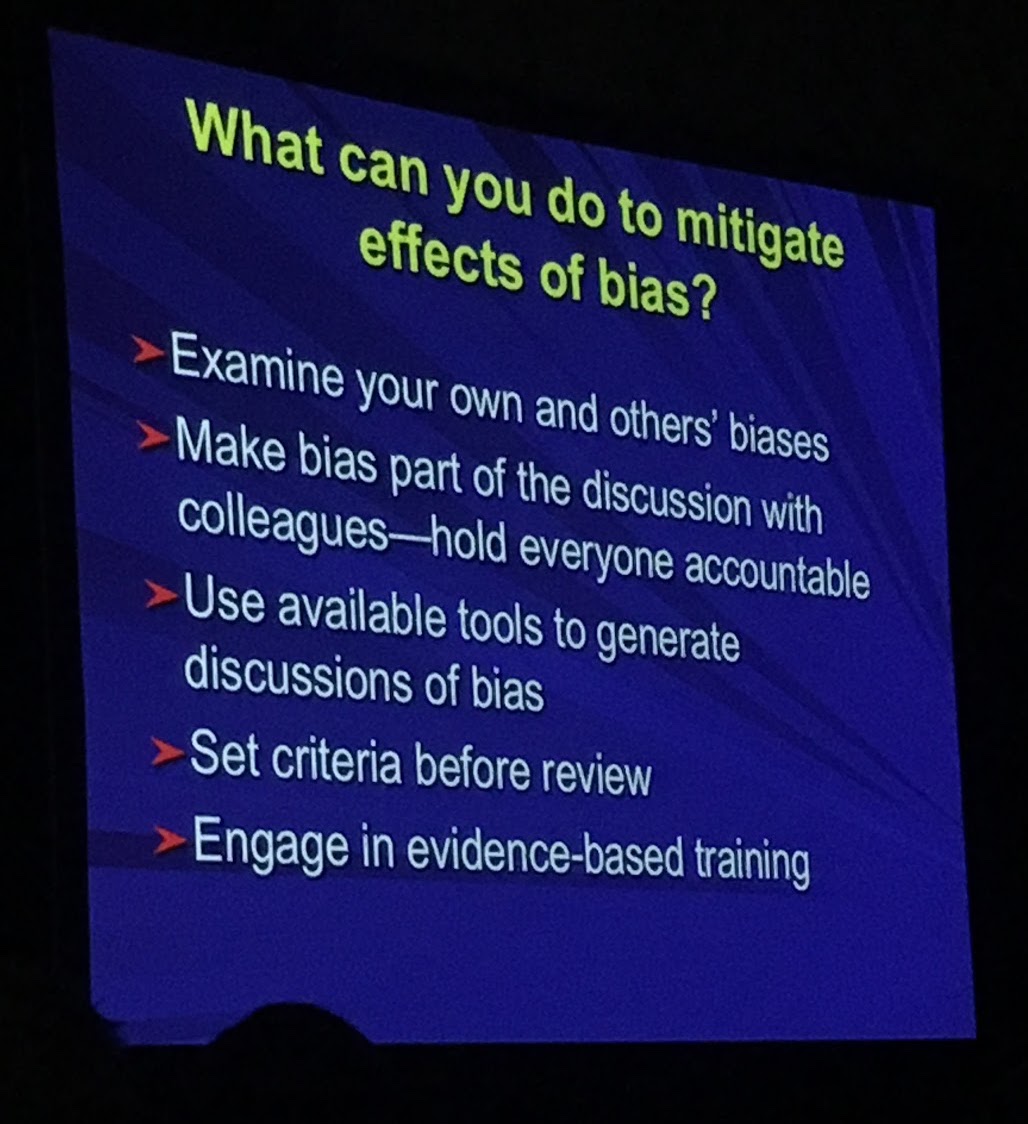 What can you do to mitigate
effects of bias?
➤Examine your own and others' biases
➤Make bias part of the discussion with
colleagues—hold everyone accountable
➤Use available tools to generate
discussions of bias
➤Set criteria before review
➤Engage in evidence-based training